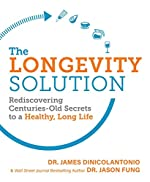 The
LONGEVITY
SOLUTION
Rediscovering
Centuries-Old Secrets
to a Healthy, Long Life
DR. JAMES DINICOLANTONIO
& Wall Street Journal Bestselling Author DR. JASON FUNG